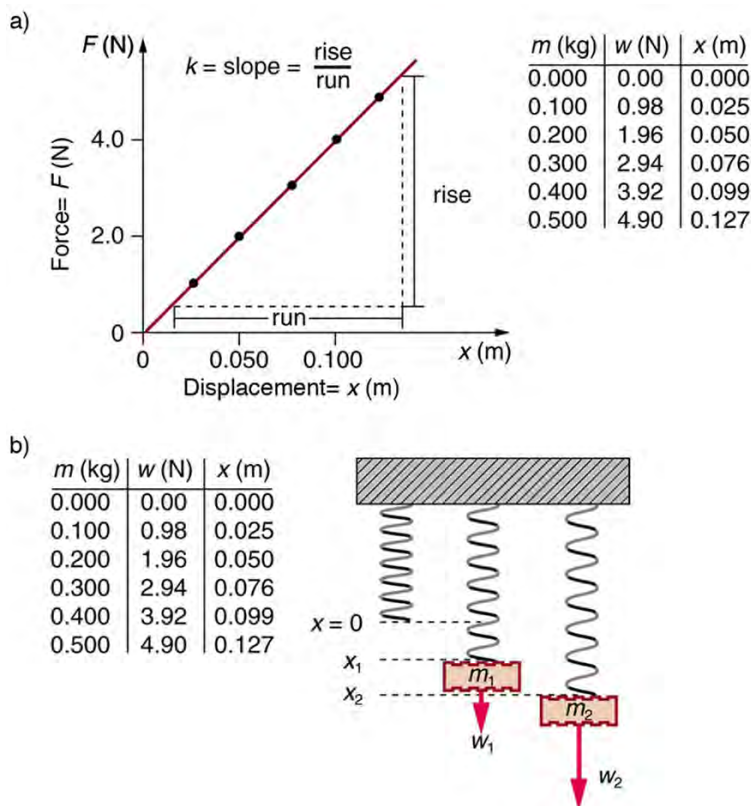 a)
F (N)
k = slope = rise
run
4.0
2.0
0
Force= F (N)
rise
run
0 0.050 0.100 x (m)
Displacement= x (m)
m (kg) w (N) x (m)
0.000 0.00 0.000
0.100 0.98 0.025
0.200 1.96 0.050
0.300 2.94 0.076
0.400 3.92 0.099
0.500 4.90 0.127
b)
m (kg) w (N) x (m)
0.000 0.00 0.000
0.100 0.98 0.025
0.200 1.96 0.050
0.300 2.94 0.076
0.400 3.92 0.099
0.500 4.90 0.127
x = 0
x₁
x₂
m₁
m₂
w₁
w₂